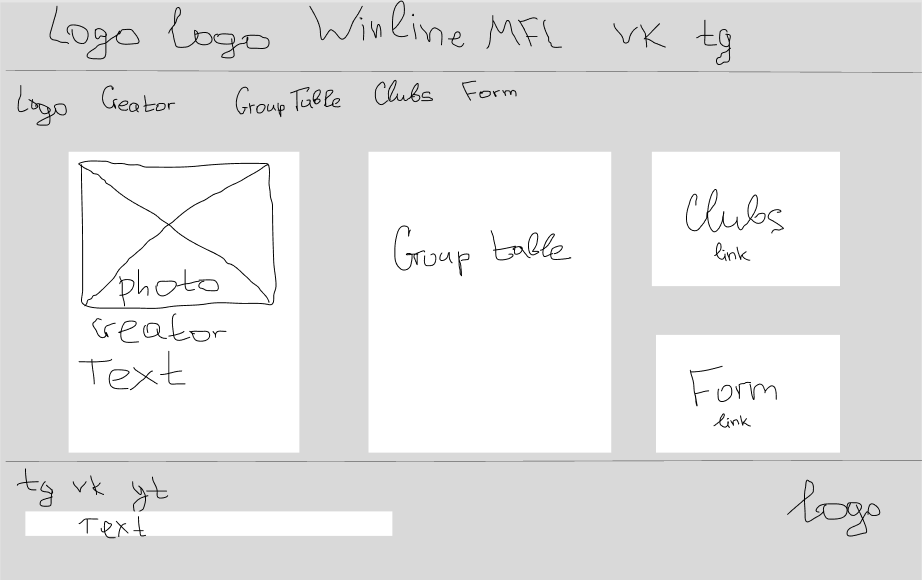 Logo logo Winline MFL vk tg
Logo Creator Group Table Clubs Form
photo
creator
Text
Group table
Clubs
link
Form
link
tg vk yt
Text
logo